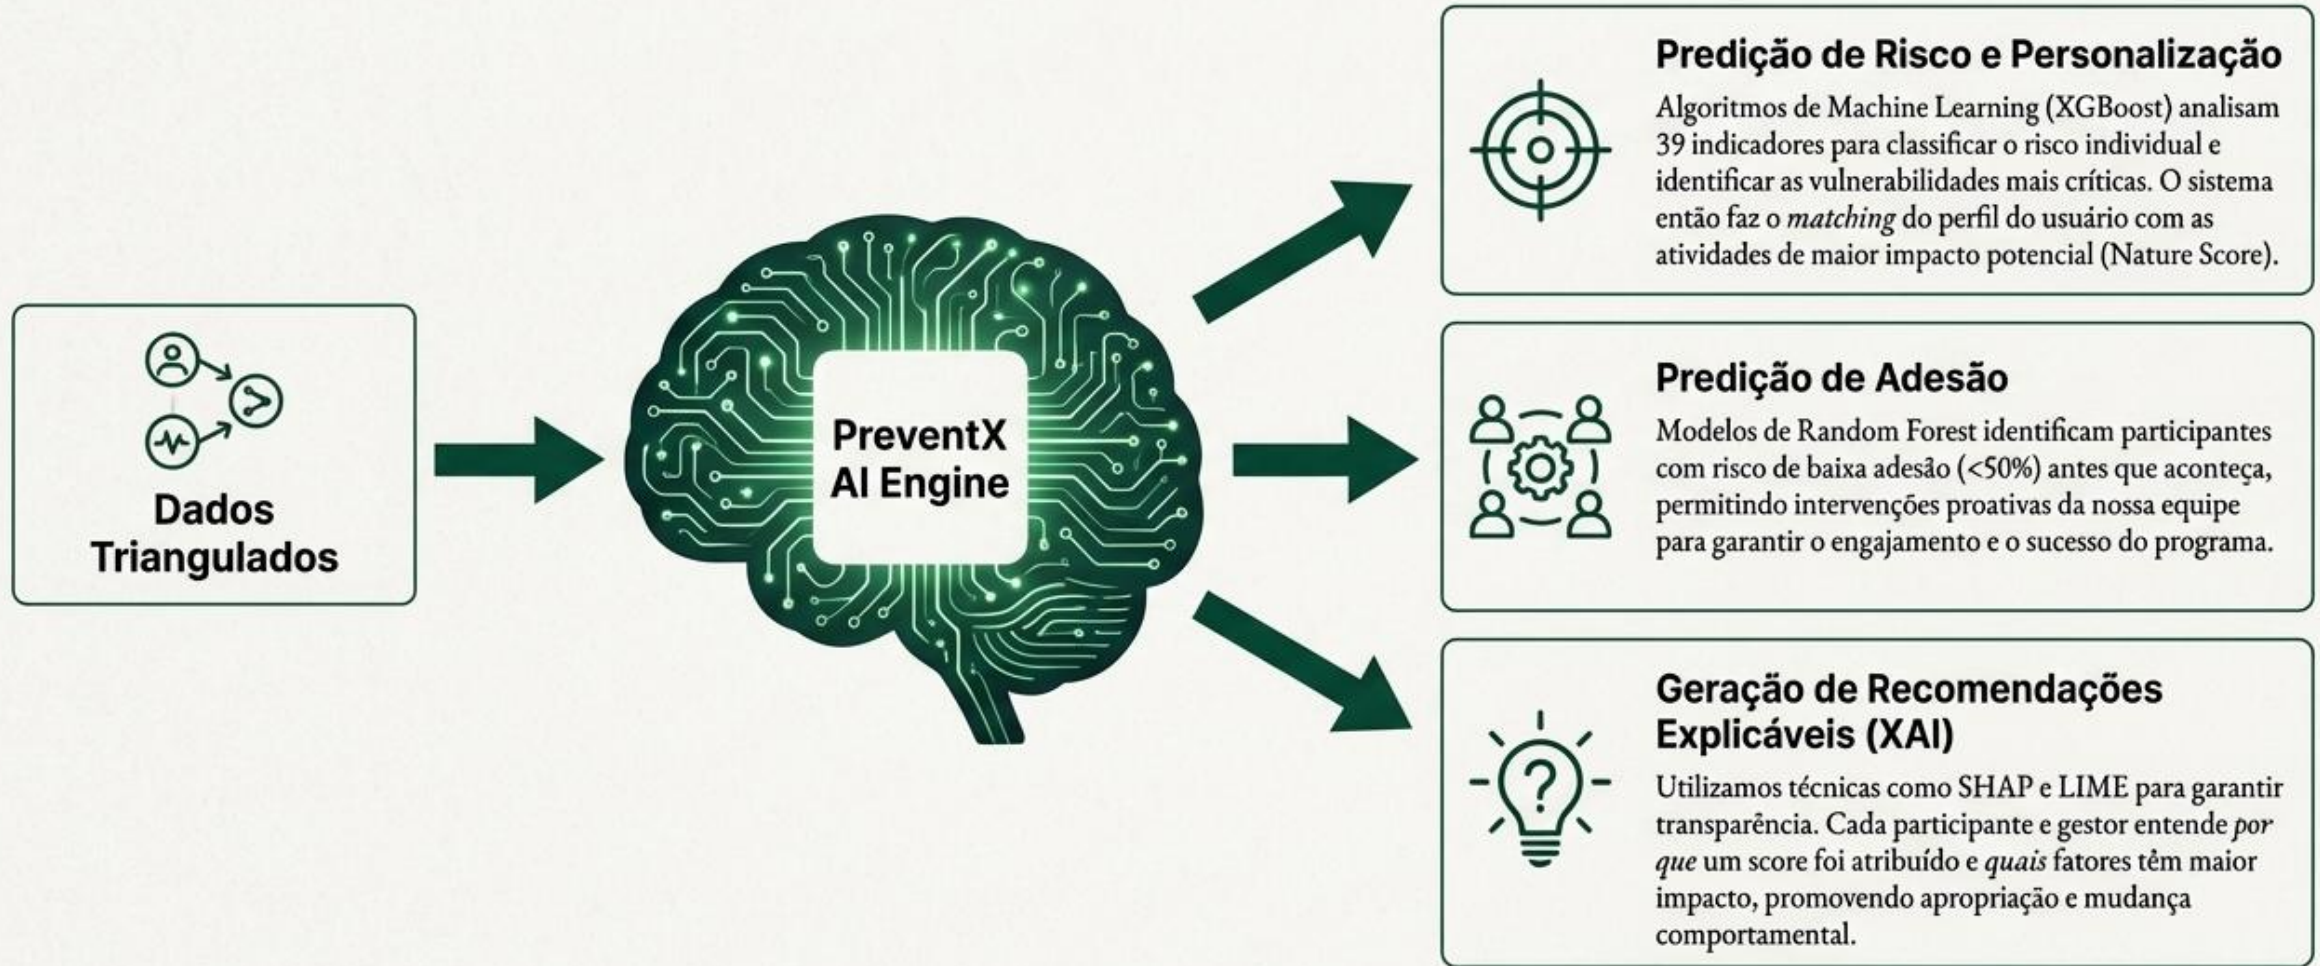 Dados
Triangulados
PreventX
AI Engine
Predição de Risco e Personalização
Algoritmos de Machine Learning (XGBoost) analisam
39 indicadores para classificar o risco individual e
identificar as vulnerabilidades mais críticas. O sistema
então faz o matching do perfil do usuário com as
atividades de maior impacto potencial (Nature Score).
Predição de Adesão
Modelos de Random Forest identificam participantes
com risco de baixa adesão (<50%) antes que aconteça,
permitindo intervenções proativas da nossa equipe
para garantir o engajamento e o sucesso do programa.
Geração de Recomendações
Explicáveis (XAI)
Utilizamos técnicas como SHAP e LIME para garantir
transparência. Cada participante e gestor entende por
que um score foi atribuído e quais fatores têm maior
impacto, promovendo apropriação e mudança
comportamental.